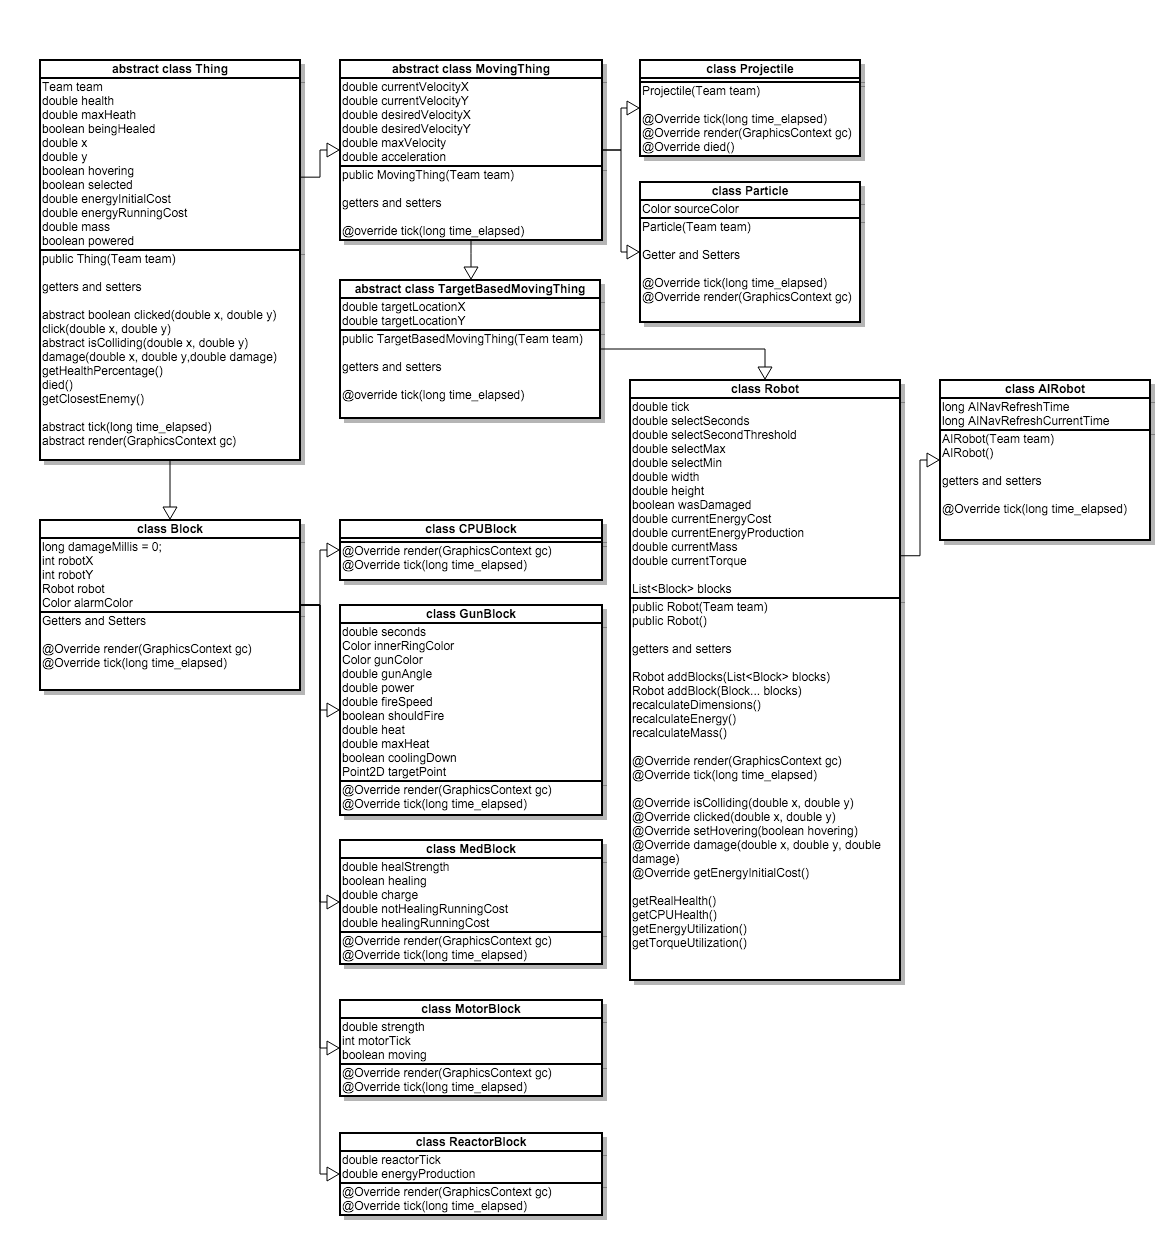 abstract class Thing
Team team
double health
double maxHeath
boolean beingHealed
double x
double y
boolean hovering
boolean selected
double energyInitialCost
double energyRunningCost
double mass
boolean powered
public Thing(Team team)
getters and setters
abstract boolean clicked(double x, double y)
click(double x, double y)
abstract isColliding(double x, double y)
damage(double x, double y,double damage)
getHealthPercentage()
died()
getClosestEnemy()
abstract tick(long time_elapsed)
abstract render(GraphicsContext gc)
abstract class MovingThing
double currentVelocityX
double currentVelocityY
double desiredVelocityX
double desiredVelocityY
double maxVelocity
double acceleration
public MovingThing(Team team)
getters and setters
@override tick(long time_elapsed)
class Projectile
Projectile(Team team)
@Override tick(long time_elapsed)
@Override render(GraphicsContext gc)
@Override died()
class Particle
Color sourceColor
Particle(Team team)
Getter and Setters
@Override tick(long time_elapsed)
@Override render(GraphicsContext gc)
abstract class TargetBasedMovingThing
double targetLocationX
double targetLocationY
public TargetBasedMovingThing(Team team)
getters and setters
@override tick(long time_elapsed)
class Robot
double tick
double selectSeconds
double selectSecondThreshold
double selectMax
double selectMin
double width
double height
boolean wasDamaged
double currentEnergyCost
double currentEnergyProduction
double currentMass
double currentTorque
List<Block> blocks
public Robot(Team team)
public Robot()
getters and setters
Robot addBlocks(List<Block> blocks)
Robot addBlock(Block... blocks)
recalculateDimensions()
recalculateEnergy()
recalculateMass()
@Override render(GraphicsContext gc)
@Override tick(long time_elapsed)
@Override isColliding(double x, double y)
@Override clicked(double x, double y)
@Override setHovering(boolean hovering)
@Override damage(double x, double y, double
damage)
@Override getEnergyInitialCost()
getRealHealth()
getCPUHealth()
getEnergyUtilization()
getTorqueUtilization()
class AIRobot
long AINavRefreshTime
long AINavRefreshCurrentTime
AIRobot(Team team)
AIRobot()
getters and setters
@Override tick(long time_elapsed)
class Block
long damageMillis = 0;
int robotX
int robotY
Robot robot
Color alarmColor
Getters and Setters
@Override render(GraphicsContext gc)
@Override tick(long time_elapsed)
class CPUBlock
@Override render(GraphicsContext gc)
@Override tick(long time_elapsed)
class GunBlock
double seconds
Color innerRingColor
Color gunColor
double gunAngle
double power
double fireSpeed
boolean shouldFire
double heat
double maxHeat
boolean coolingDown
Point2D targetPoint
@Override render(GraphicsContext gc)
@Override tick(long time_elapsed)
class MedBlock
double healStrength
boolean healing
double charge
double notHealingRunningCost
double healingRunningCost
@Override render(GraphicsContext gc)
@Override tick(long time_elapsed)
class MotorBlock
double strength
int motorTick
boolean moving
@Override render(GraphicsContext gc)
@Override tick(long time_elapsed)
class ReactorBlock
double reactorTick
double energyProduction
@Override render(GraphicsContext gc)
@Override tick(long time_elapsed)